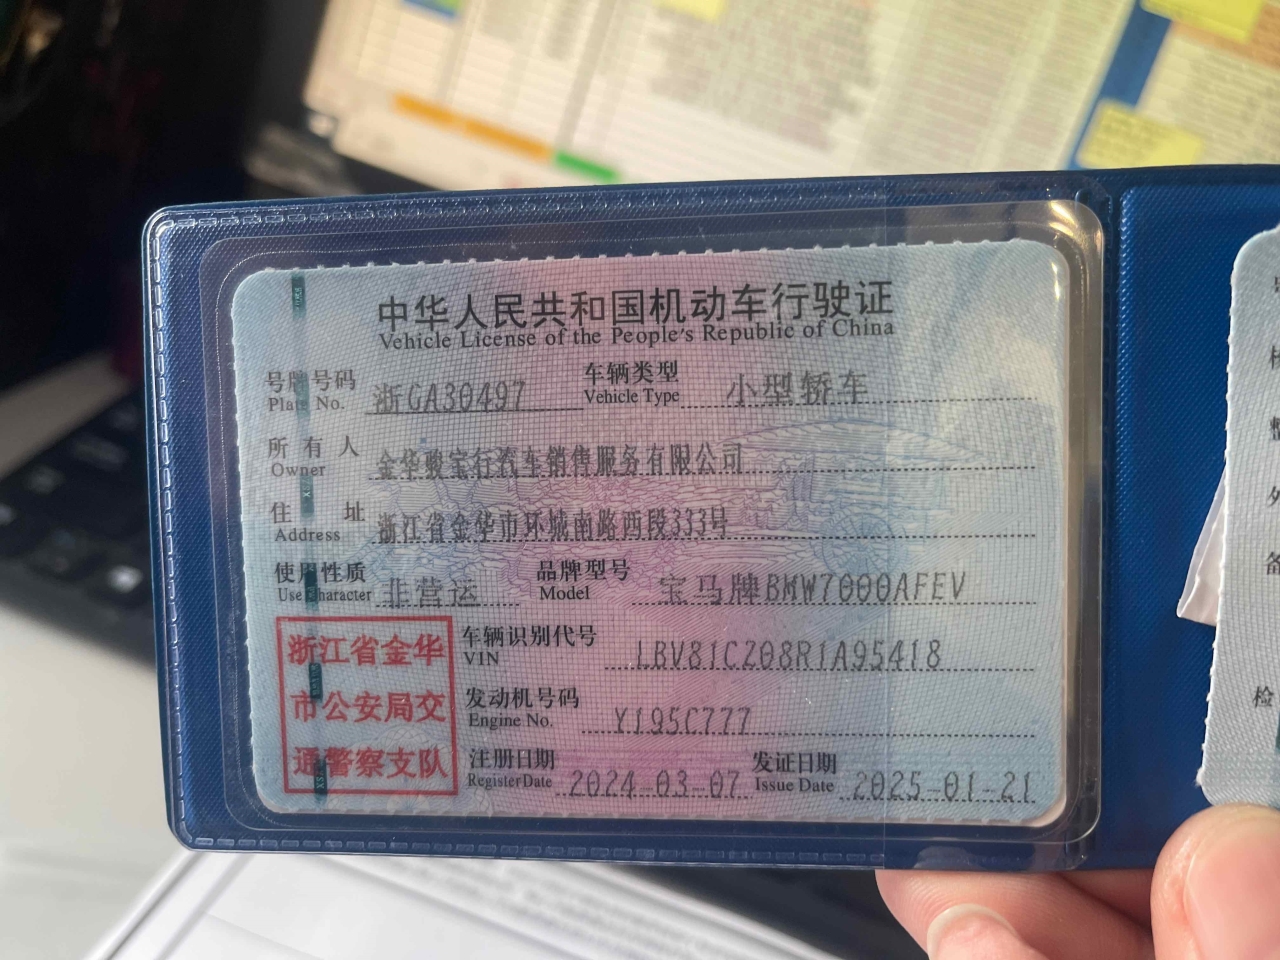 中华人民共和国机动车行驶证
Vehicle License of the People's Republic of China
号牌号码 浙GA30497 车辆类型 小型轿车
Plate No. Vehicle Type
所有人 金华骏宝行汽车销售服务有限公司
Owner
住址 浙江省金华市环城南路西段333号
Address
使用性质 非营运 品牌型号 宝马牌BMW7000AFEV
Use Character Model
浙江省金华
市公安局交
通警察支队
车辆识别代号 LBV81CZ08R1A95418
VIN
发动机号码 Y195C777
Engine No.
注册日期 2024-03-07 发证日期 2025-01-21
Register Date Issue Date
检